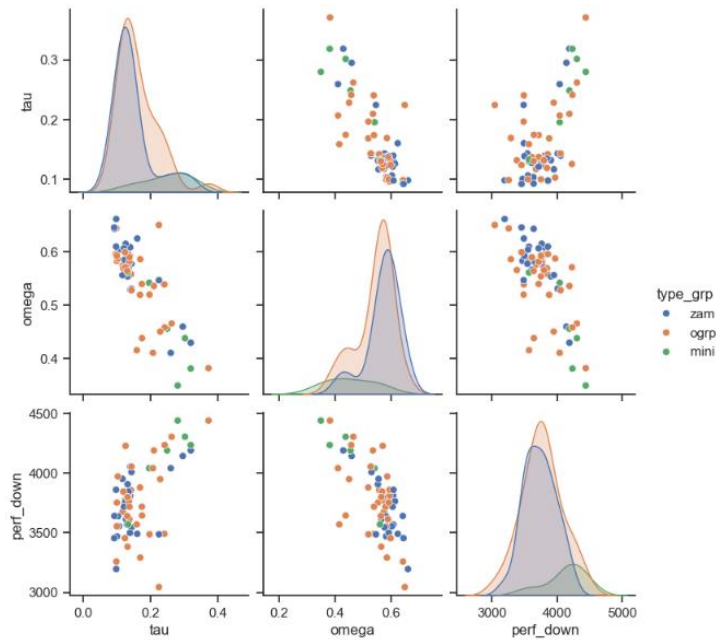 tau
0.3
0.2
0.1
omega
0.6
0.5
0.4
type_grp
zam
ogrp
mini
perf_down
4500
4000
3500
3000
0.0 0.2 0.4
tau
0.2 0.4 0.6
omega
3000 4000 5000
perf_down